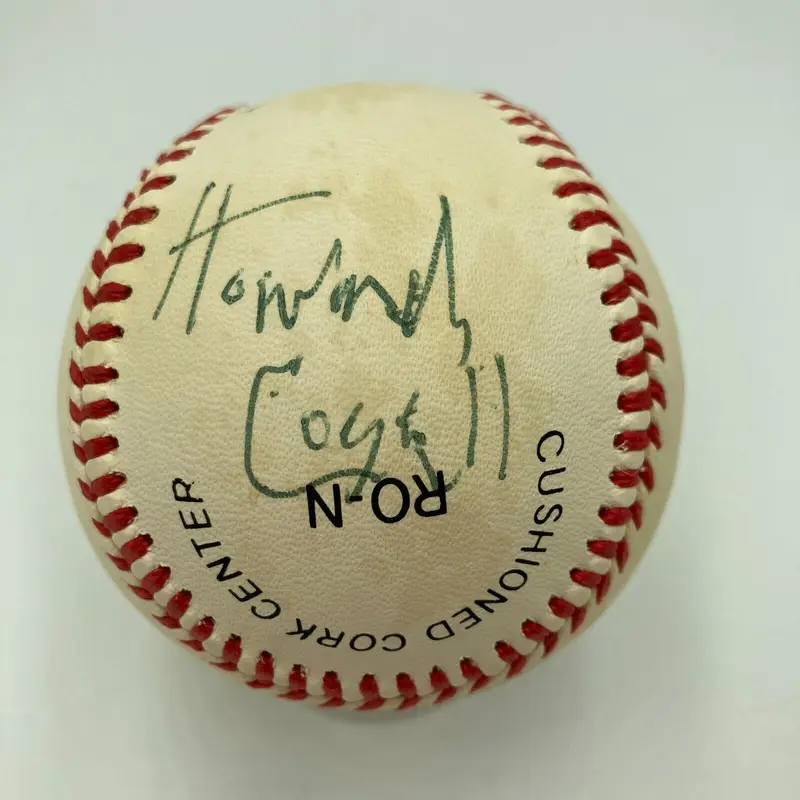 Howard
Cosell
RO-N
CUSHIONED CORK CENTER